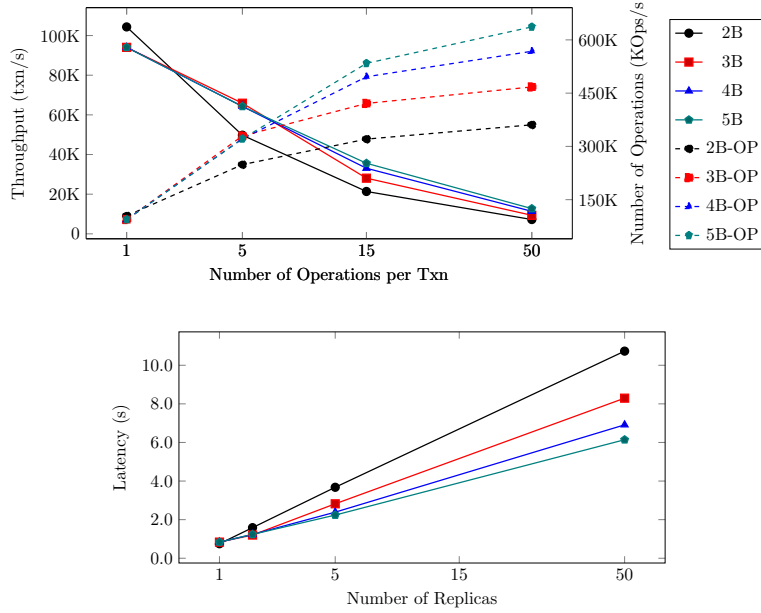 100K
80K
60K
40K
20K
0
Throughput (txn/s)
1
5
15
50
Number of Operations per Txn
600K
450K
300K
150K
Number of Operations (KOps/s
2B
3B
4B
5B
2B-OP
3B-OP
4B-OP
5B-OP
10.0
8.0
6.0
4.0
2.0
0.0
Latency (s)
1
5
15
50
Number of Replicas